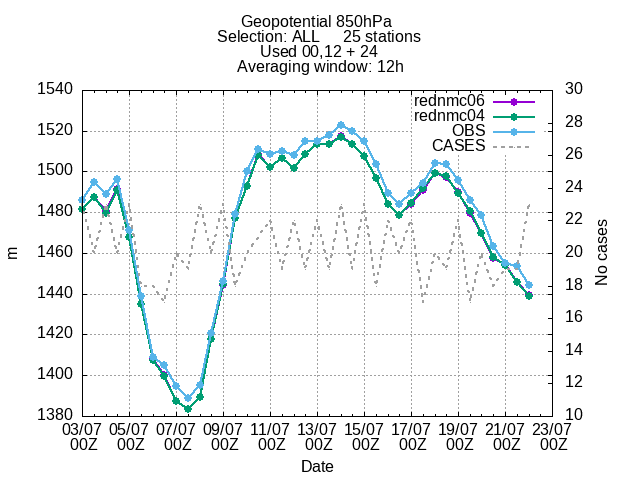 Geopotential 850hPa
Selection: ALL 25 stations
Used 00,12 + 24
Averaging window: 12h
1540 30
rednmc06
rednmc04
OBS
CASES
1520 28
1500 26
1480 24
1460 22
1440 20
1420 18
1400 16
1380 14
12
10
m
No cases
03/07 05/07 07/07 09/07 11/07 13/07 15/07 17/07 19/07 21/07 23/07
00Z 00Z 00Z 00Z 00Z 00Z 00Z 00Z 00Z 00Z 00Z
Date